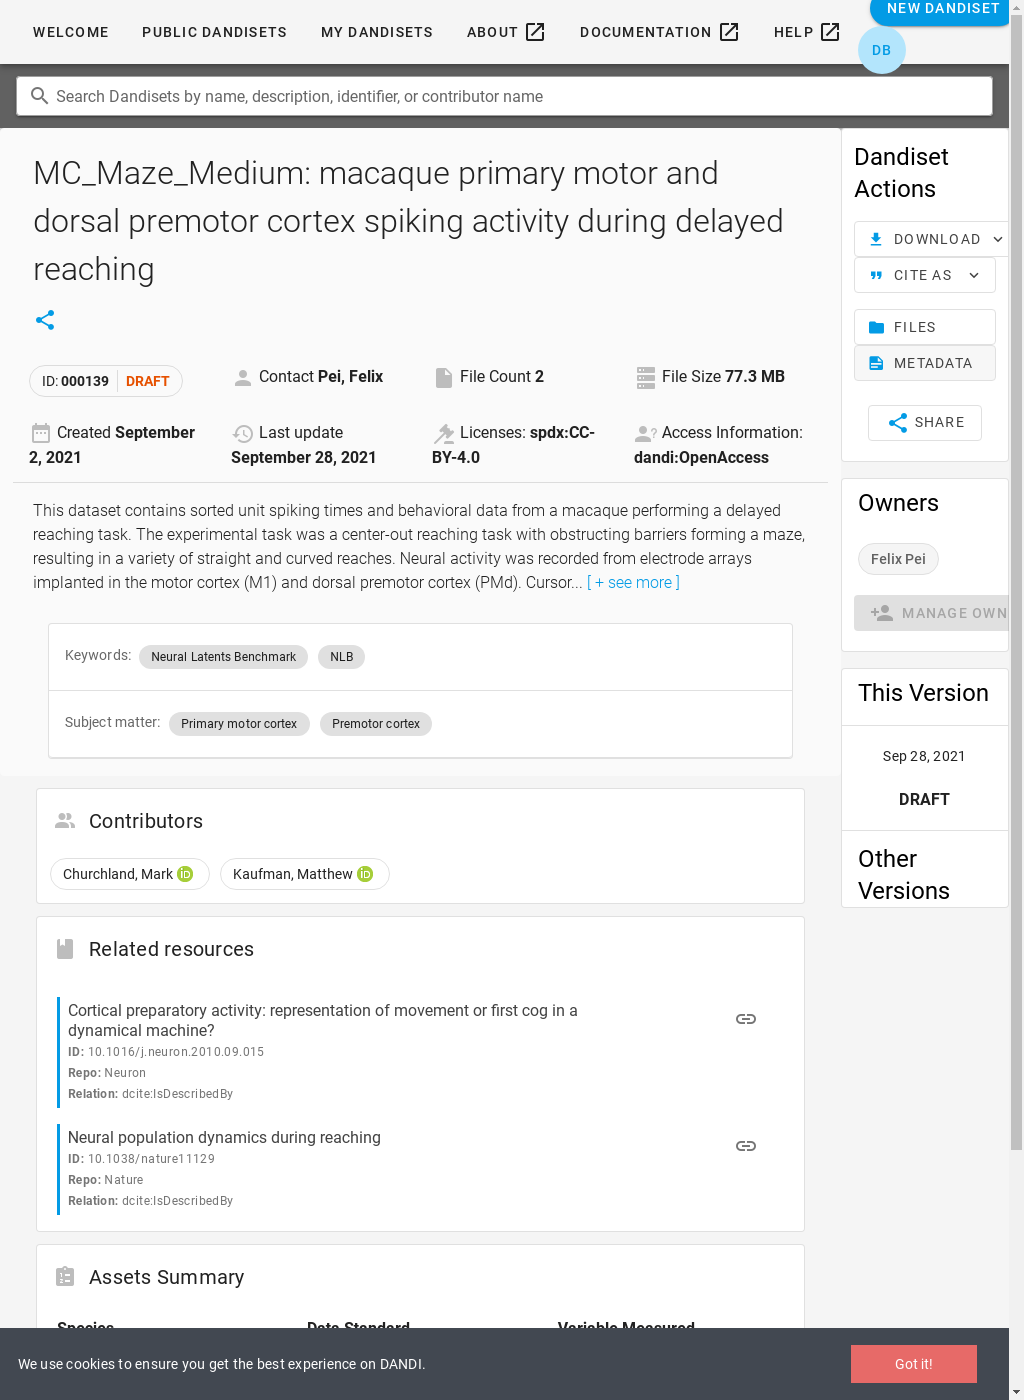 WELCOME PUBLIC DANDISETS MY DANDISETS ABOUT DOCUMENTATION HELP NEW DANDISET
DB
Search Dandisets by name, description, identifier, or contributor name
MC_Maze_Medium: macaque primary motor and
dorsal premotor cortex spiking activity during delayed
reaching
ID: 000139 DRAFT
Contact Pei, Felix
File Count 2
File Size 77.3 MB
Created September
2, 2021
Last update
September 28, 2021
Licenses: spdx:CC-
BY-4.0
Access Information:
dandi:OpenAccess
This dataset contains sorted unit spiking times and behavioral data from a macaque performing a delayed
reaching task. The experimental task was a center-out reaching task with obstructing barriers forming a maze,
resulting in a variety of straight and curved reaches. Neural activity was recorded from electrode arrays
implanted in the motor cortex (M1) and dorsal premotor cortex (PMd). Cursor... [ + see more ]
Keywords: Neural Latents Benchmark NLB
Subject matter: Primary motor cortex Premotor cortex
Contributors
Churchland, Mark iD Kaufman, Matthew iD
Related resources
Cortical preparatory activity: representation of movement or first cog in a
dynamical machine?
ID: 10.1016/j.neuron.2010.09.015
Repo: Neuron
Relation: dcite:IsDescribedBy
Neural population dynamics during reaching
ID: 10.1038/nature11129
Repo: Nature
Relation: dcite:IsDescribedBy
Assets Summary
Species Data Standard Variable Measured
Dandiset
Actions
DOWNLOAD
CITE AS
FILES
METADATA
SHARE
Owners
Felix Pei
MANAGE OWN
This Version
Sep 28, 2021
DRAFT
Other
Versions
We use cookies to ensure you get the best experience on DANDI.
Got it!